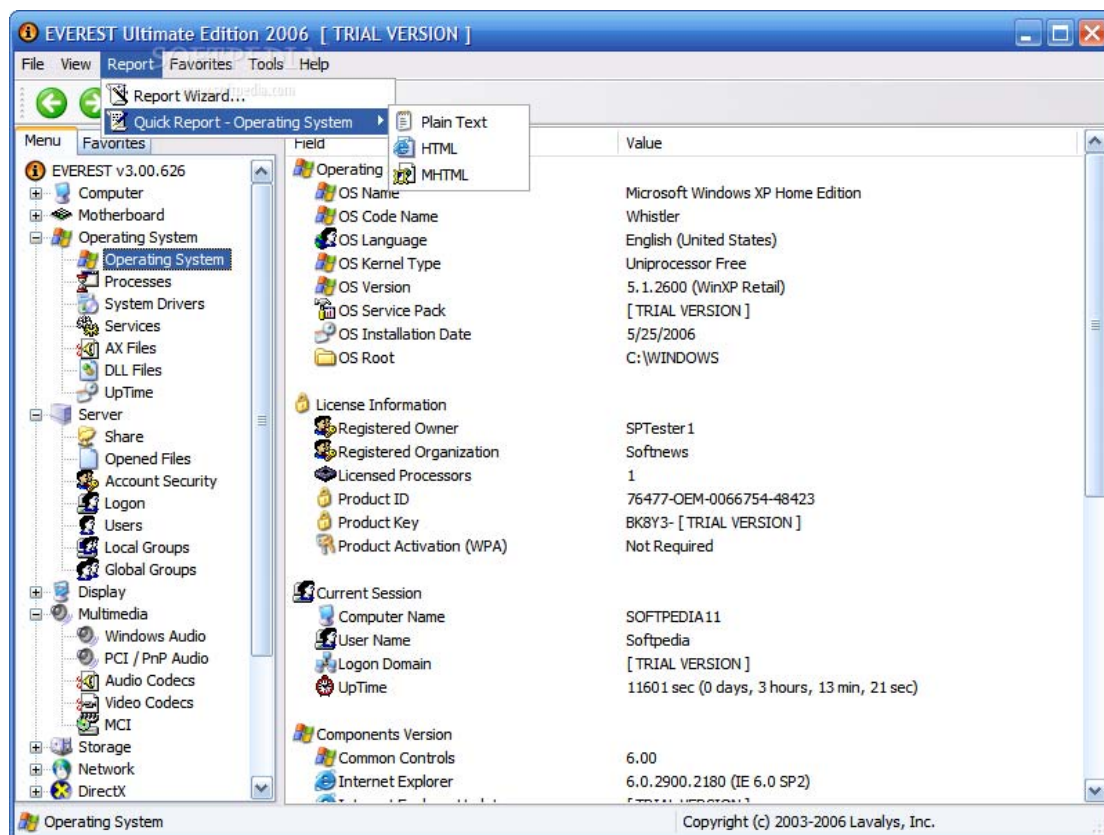 EVEREST Ultimate Edition 2006 [ TRIAL VERSION ]
SOFTPEDIA
File View Report Favorites Tools Help
Report Wizard...
Quick Report - Operating System
Plain Text
HTML
MHTML
Menu Favorites
EVEREST v3.00.626
Computer
Motherboard
Operating System
Operating System
Processes
System Drivers
Services
AX Files
DLL Files
UpTime
Server
Share
Opened Files
Account Security
Logon
Users
Local Groups
Global Groups
Display
Multimedia
Windows Audio
PCI / PnP Audio
Audio Codecs
Video Codecs
MCI
Storage
Network
DirectX
Field Value
Operating
OS Name Microsoft Windows XP Home Edition
OS Code Name Whistler
OS Language English (United States)
OS Kernel Type Uniprocessor Free
OS Version 5.1.2600 (WinXP Retail)
OS Service Pack [ TRIAL VERSION ]
OS Installation Date 5/25/2006
OS Root C:\WINDOWS
License Information
Registered Owner SPTester1
Registered Organization Softnews
Licensed Processors 1
Product ID 76477-OEM-0066754-48423
Product Key BK8Y3- [ TRIAL VERSION ]
Product Activation (WPA) Not Required
Current Session
Computer Name SOFTPEDIA11
User Name Softpedia
Logon Domain [ TRIAL VERSION ]
UpTime 11601 sec (0 days, 3 hours, 13 min, 21 sec)
Components Version
Common Controls 6.00
Internet Explorer 6.0.2900.2180 (IE 6.0 SP2)
Operating System Copyright (c) 2003-2006 Lavalys, Inc.